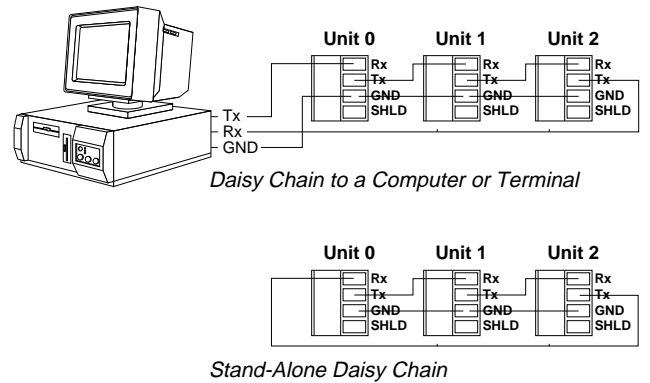 Unit 0 Unit 1 Unit 2
Rx Rx Rx
Tx Tx Tx
GND GND GND
SHLD SHLD SHLD
Tx
Rx
GND
Daisy Chain to a Computer or Terminal
Unit 0 Unit 1 Unit 2
Rx Rx Rx
Tx Tx Tx
GND GND GND
SHLD SHLD SHLD
Stand-Alone Daisy Chain